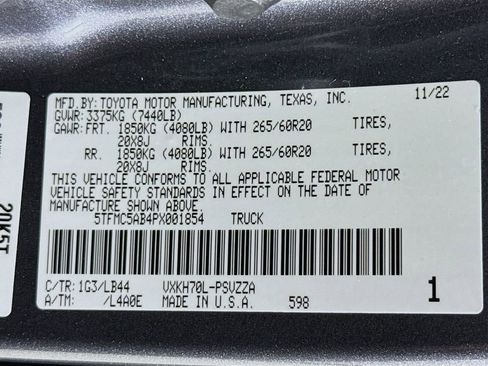 MFD.BY: TOYOTA MOTOR MANUFACTURING, TEXAS, INC. 11/22
GVWR: 3375KG (7440LB)
GAWR: FRT. 1850KG (4080LB) WITH 265/60R20 TIRES,
20X8J RIMS,
RR. 1850KG (4080LB) WITH 265/60R20 TIRES,
20X8J RIMS,
THIS VEHICLE CONFORMS TO ALL APPLICABLE FEDERAL MOTOR
VEHICLE SAFETY STANDARDS IN EFFECT ON THE DATE OF
MANUFACTURE SHOWN ABOVE
5TFMC5AB4PX001854 TRUCK
C/TR: 1G3/LB44 VXKH70L-PSVZZA
A/TM: /L4A0E MADE IN U.S.A. 598
1
20K5T